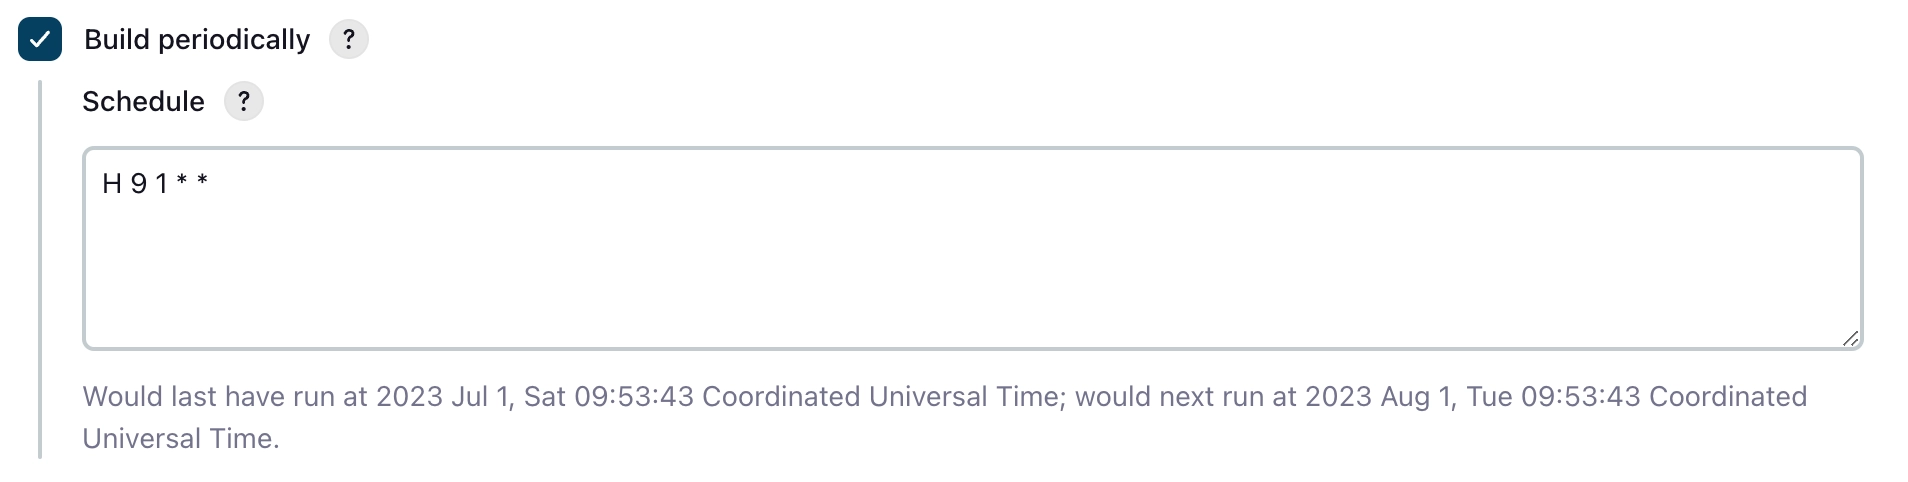 Build periodically ?
Schedule ?
H 9 1 * *
Would last have run at 2023 Jul 1, Sat 09:53:43 Coordinated Universal Time; would next run at 2023 Aug 1, Tue 09:53:43 Coordinated
Universal Time.